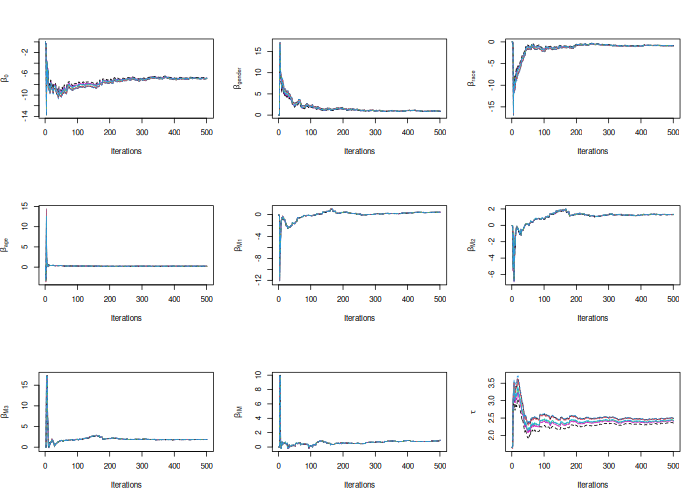 β0
-14 -10 -6 -2
0 100 200 300 400 500
Iterations
βgender
0 5 10 15
0 100 200 300 400 500
Iterations
βrace
-15 -10 -5 0
0 100 200 300 400 500
Iterations
βage
0 5 10 15
0 100 200 300 400 500
Iterations
βM1
-12 -8 -6 -4 -2 0
0 100 200 300 400 500
Iterations
βM2
-6 -4 -2 0 2
0 100 200 300 400 500
Iterations
βM3
0 5 10 15
0 100 200 300 400 500
Iterations
0 2 4 6 8 10
0 100 200 300 400 500
Iterations
τ
2.0 2.5 3.0 3.5
0 100 200 300 400 500
Iterations